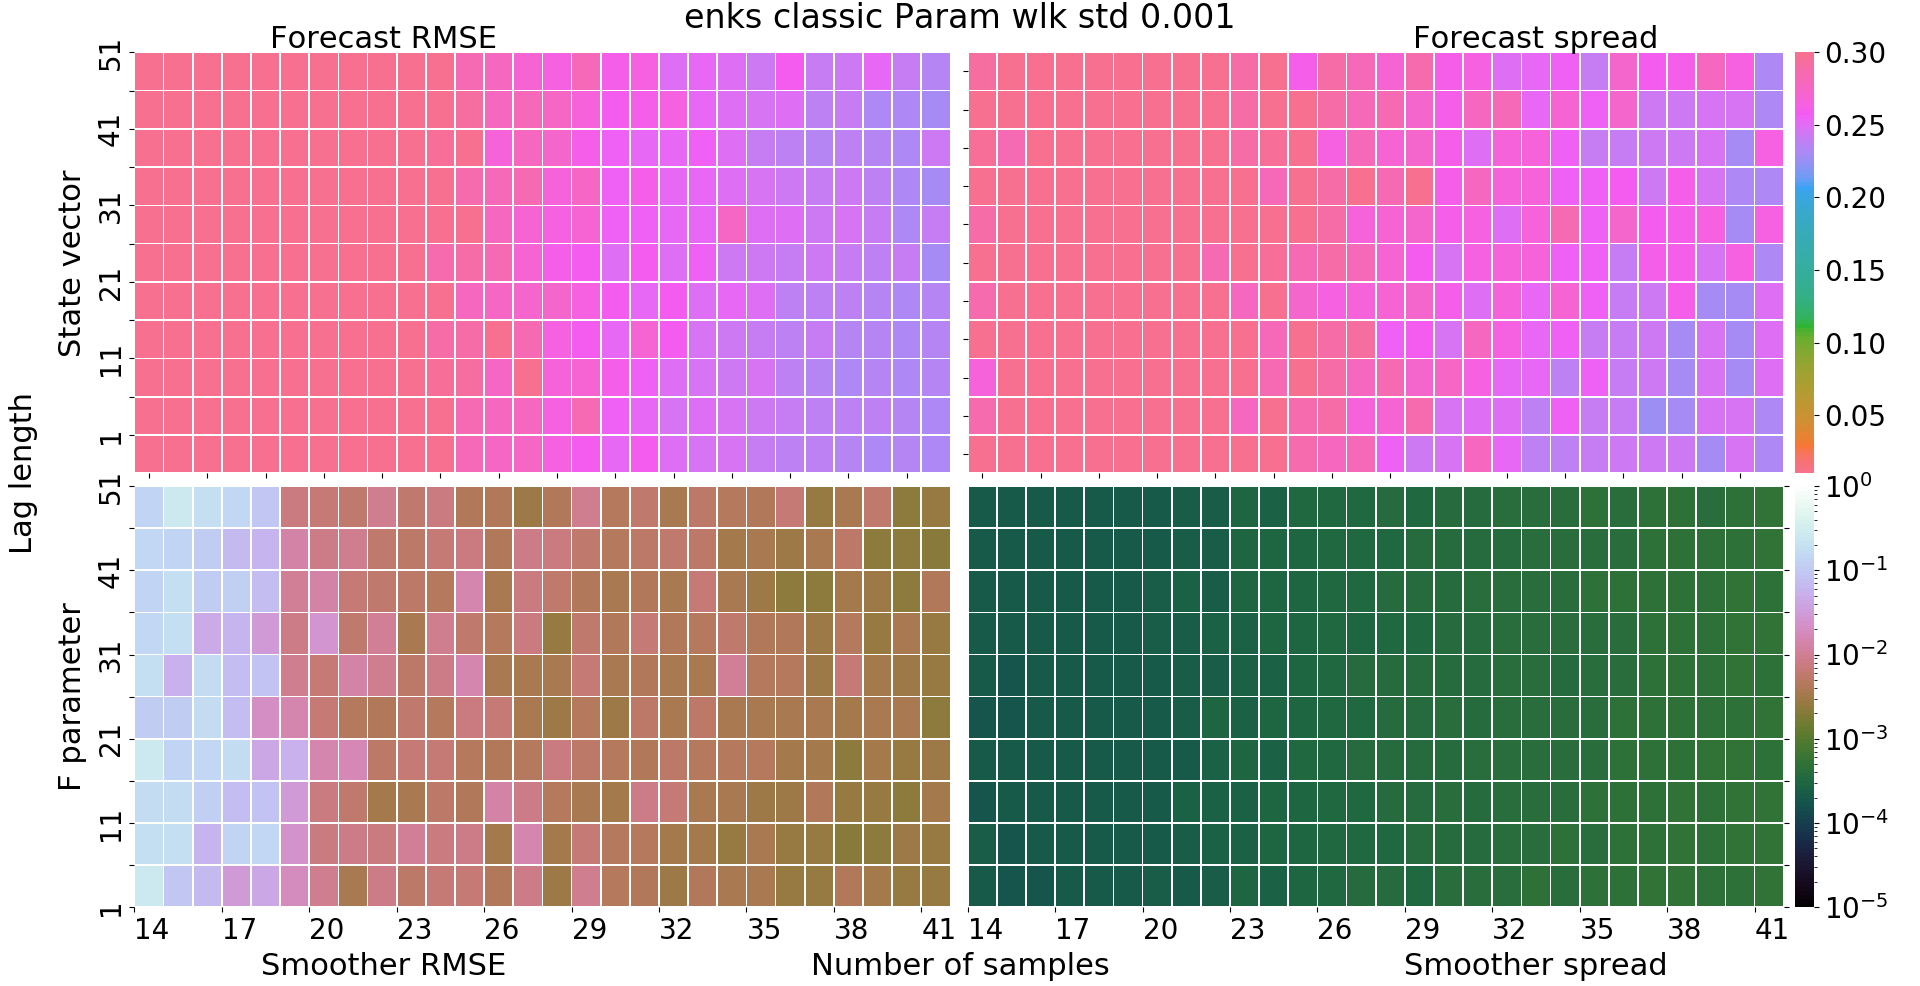 enks classic Param wlk std 0.001
Forecast RMSE
Forecast spread
Lag length
State vector
51
41
31
21
11
1
0.30
0.25
0.20
0.15
0.10
0.05
F parameter
51
41
31
21
11
1
10⁰
10⁻¹
10⁻²
10⁻³
10⁻⁴
10⁻⁵
14 17 20 23 26 29 32 35 38 41
14 17 20 23 26 29 32 35 38 41
Smoother RMSE
Number of samples
Smoother spread